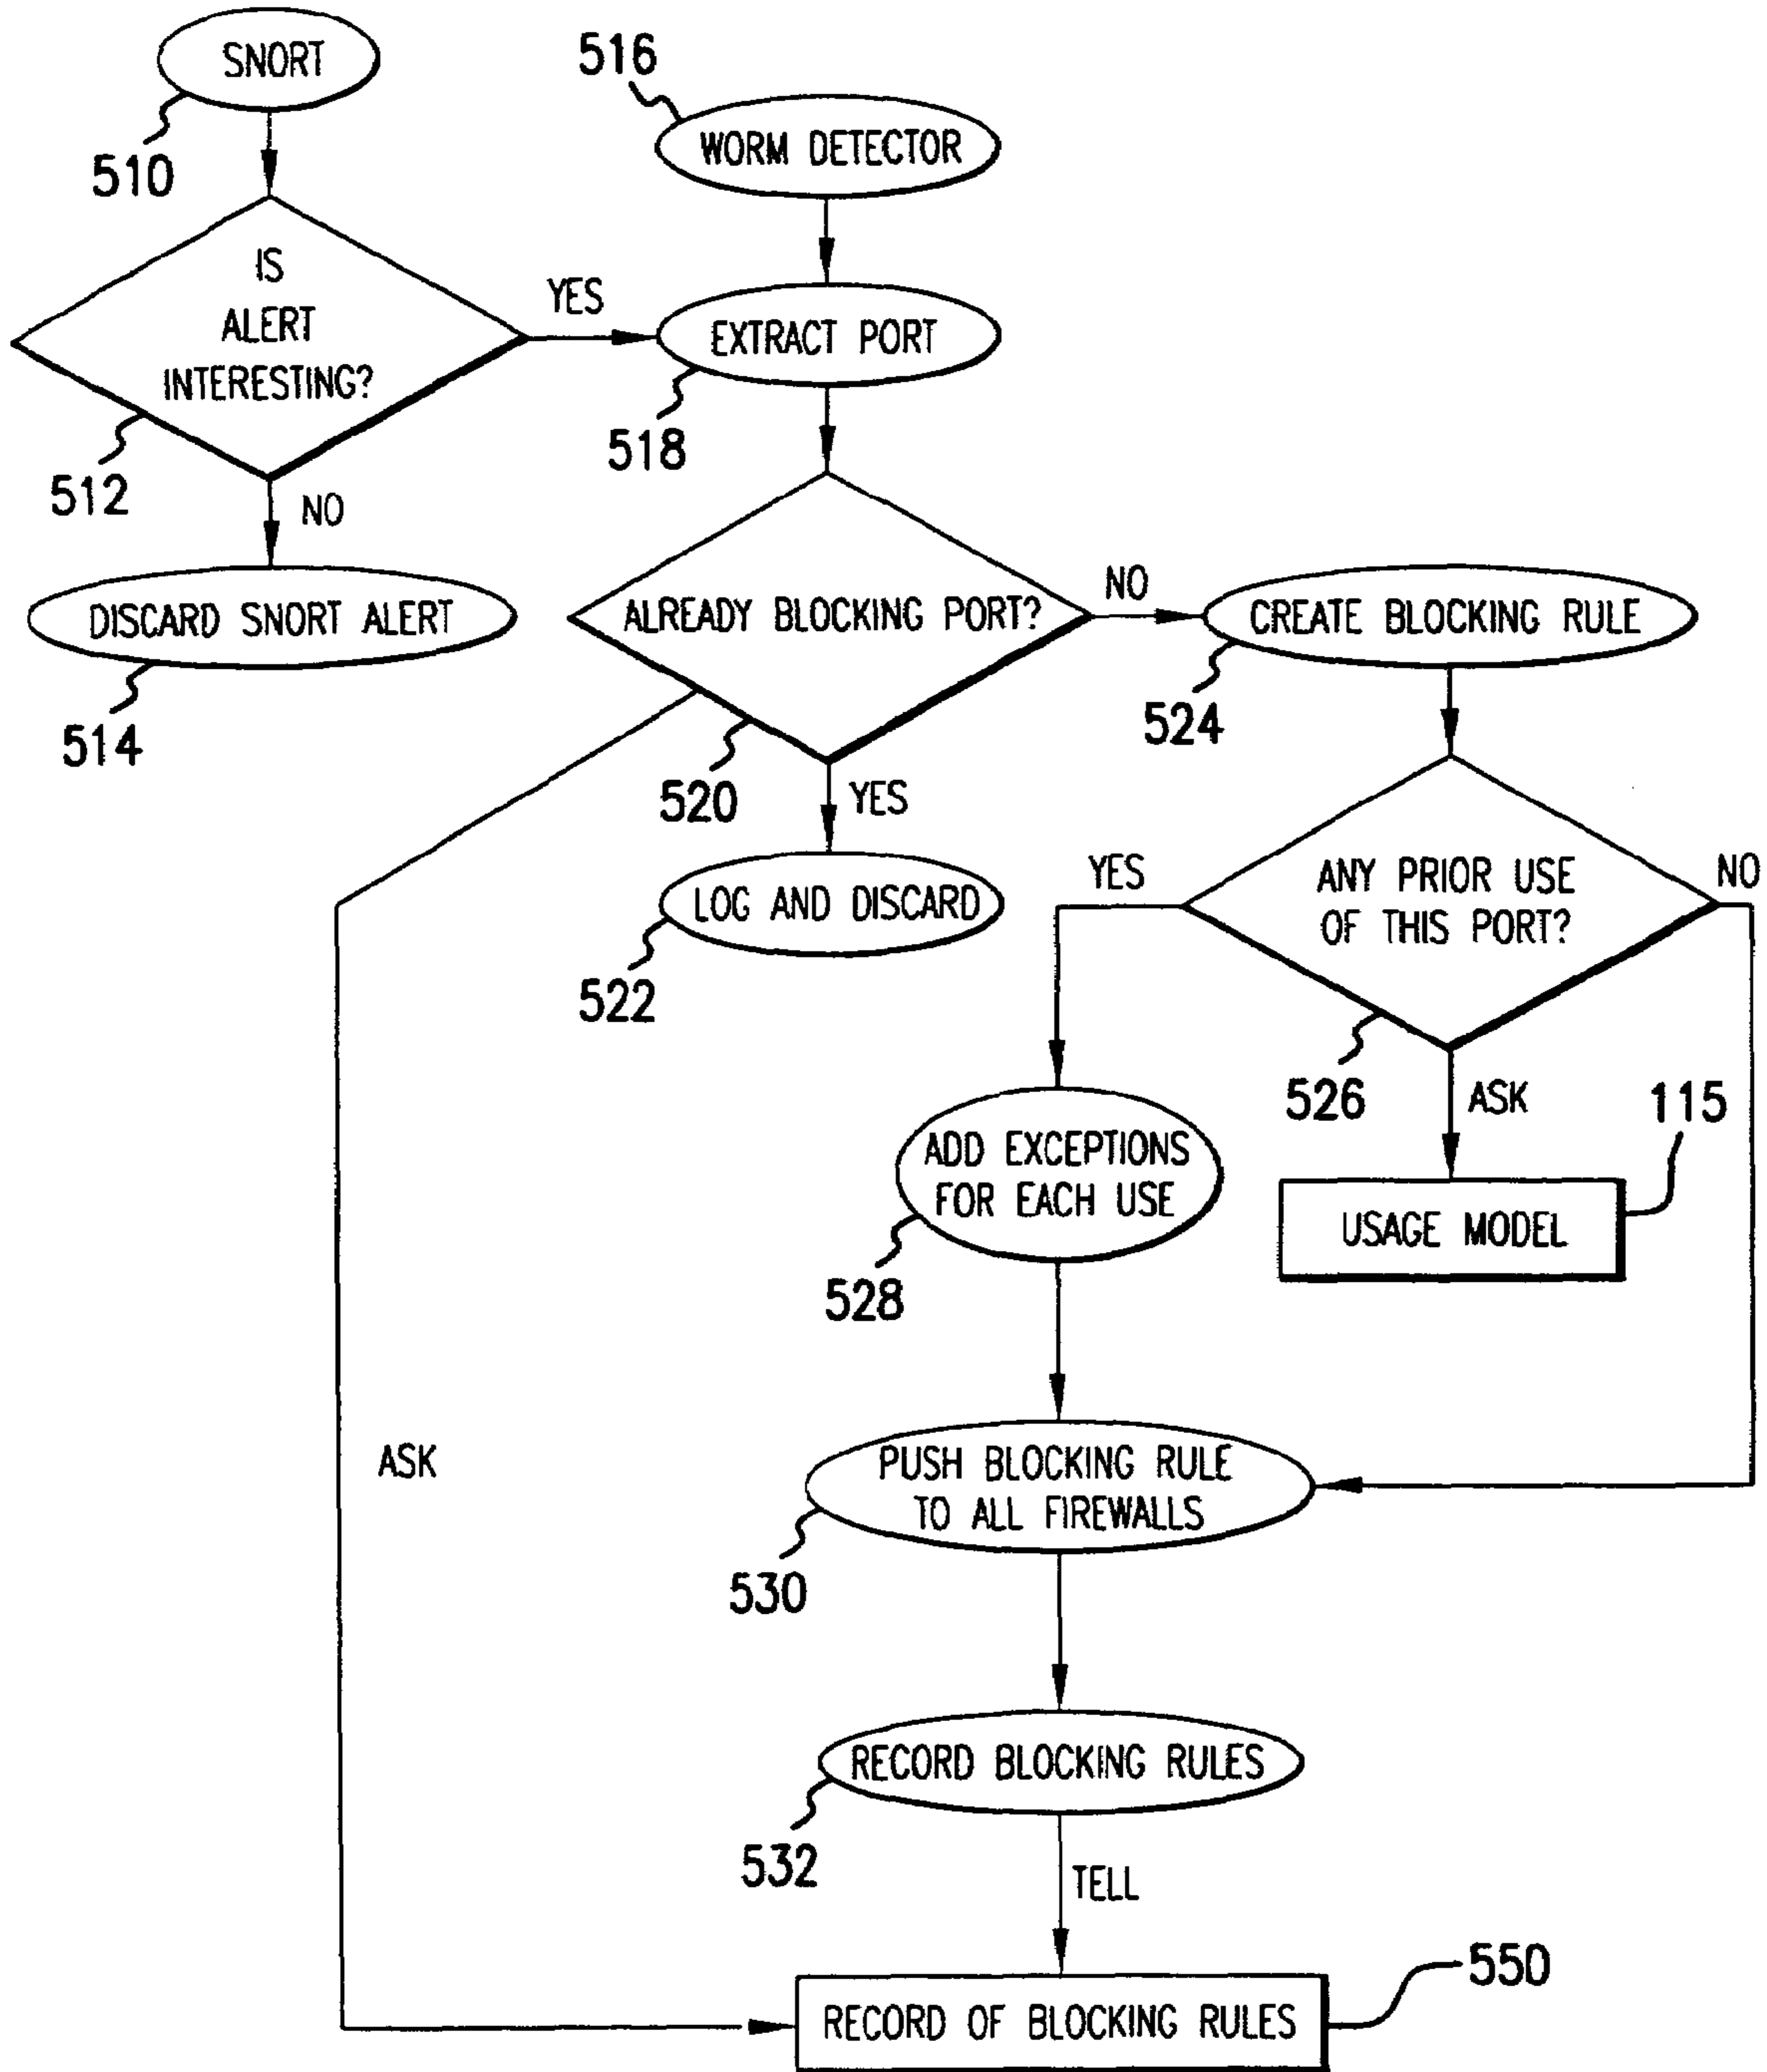 SNORT
510
516
WORM DETECTOR
IS
ALERT
INTERESTING?
512
YES
EXTRACT PORT
518
NO
DISCARD SNORT ALERT
514
ALREADY BLOCKING PORT?
520
NO
CREATE BLOCKING RULE
524
YES
LOG AND DISCARD
522
YES
ANY PRIOR USE
OF THIS PORT?
NO
526
ASK
115
USAGE MODEL
ADD EXCEPTIONS
FOR EACH USE
528
ASK
PUSH BLOCKING RULE
TO ALL FIREWALLS
530
RECORD BLOCKING RULES
532
TELL
550
RECORD OF BLOCKING RULES